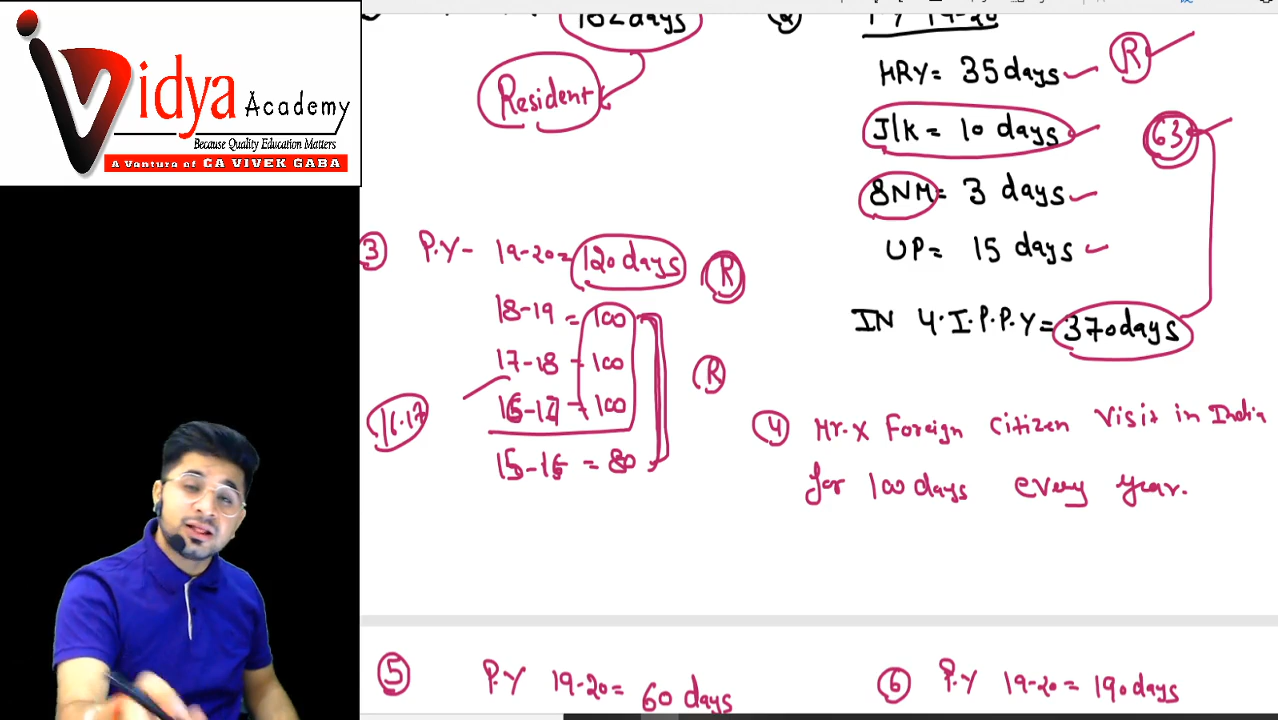 Vidya Academy
Because Quality Education Matters
A Ventura of CA VIVEK GABA
182 days
Resident
P Y 19-20
HRY = 35 days
R
J/K = 10 days
63
8NM = 3 days
UP = 15 days
IN 4.I.P.P.Y = 370 days
3 P.Y- 19-20 = 120 days
R
18-19 = 100
17-18 - 100
R
16-17 - 100
16-17
15-16 = 80
4 Mr.X Foreign Citizen Visit in India
for 100 days every year.
5 P.Y 19-20 = 60 days
6 P.Y 19-20 = 190 days